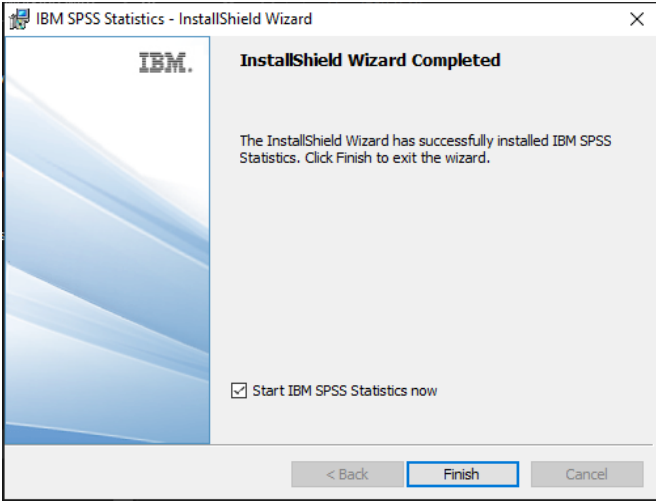 IBM SPSS Statistics - InstallShield Wizard
IBM.
InstallShield Wizard Completed
The InstallShield Wizard has successfully installed IBM SPSS
Statistics. Click Finish to exit the wizard.
Start IBM SPSS Statistics now
< Back
Finish
Cancel